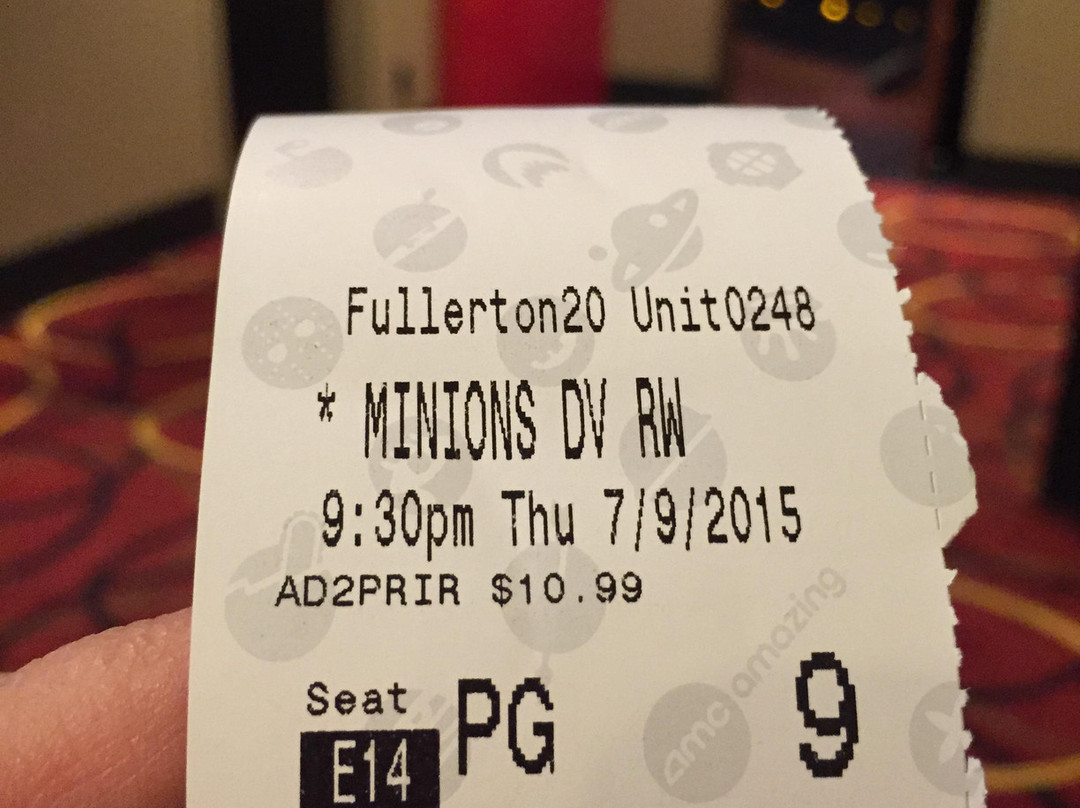 Fullerton20 Unit0248
* MINIONS DV RW
9:30pm Thu 7/9/2015
AD2PRIR $10.99
amc amazing
Seat PG 9
E14